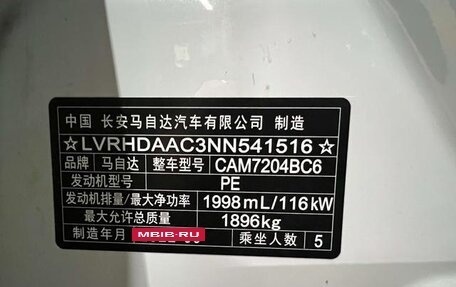 中国 长安马自达汽车有限公司 制造
☆LVRHDAAC3NN541516☆
品牌 马自达 整车型号 CAM7204BC6
发动机型号 PE
发动机排量/最大净功率 1998mL/116kW
最大允许总质量 1896kg
制造年月 乘坐人数 5
MBIB.RU